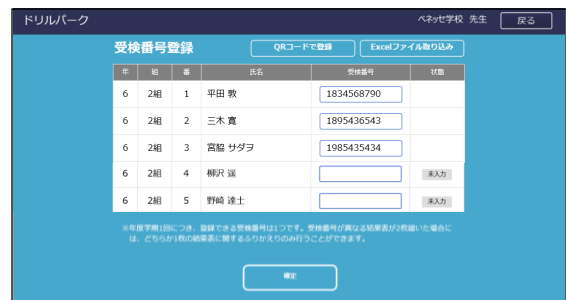 ドリルパーク ベネッセ学校 先生 戻る
受検番号登録 QRコードで登録 Excelファイル取り込み
年 組 番 氏名 受検番号 状態
6 2組 1 平田 敦 1834568790
6 2組 2 三木 寛 1895436543
6 2組 3 宮脇 サダヲ 1985435434
6 2組 4 柳沢 遥 未入力
6 2組 5 野崎 達士 未入力
※年度学期1回につき、登録できる受検番号は1つです。受検番号が異なる結果表が2枚届いた場合に
は、どちらか1枚の結果表に関するふりかえりのみ行うことができます。
確定